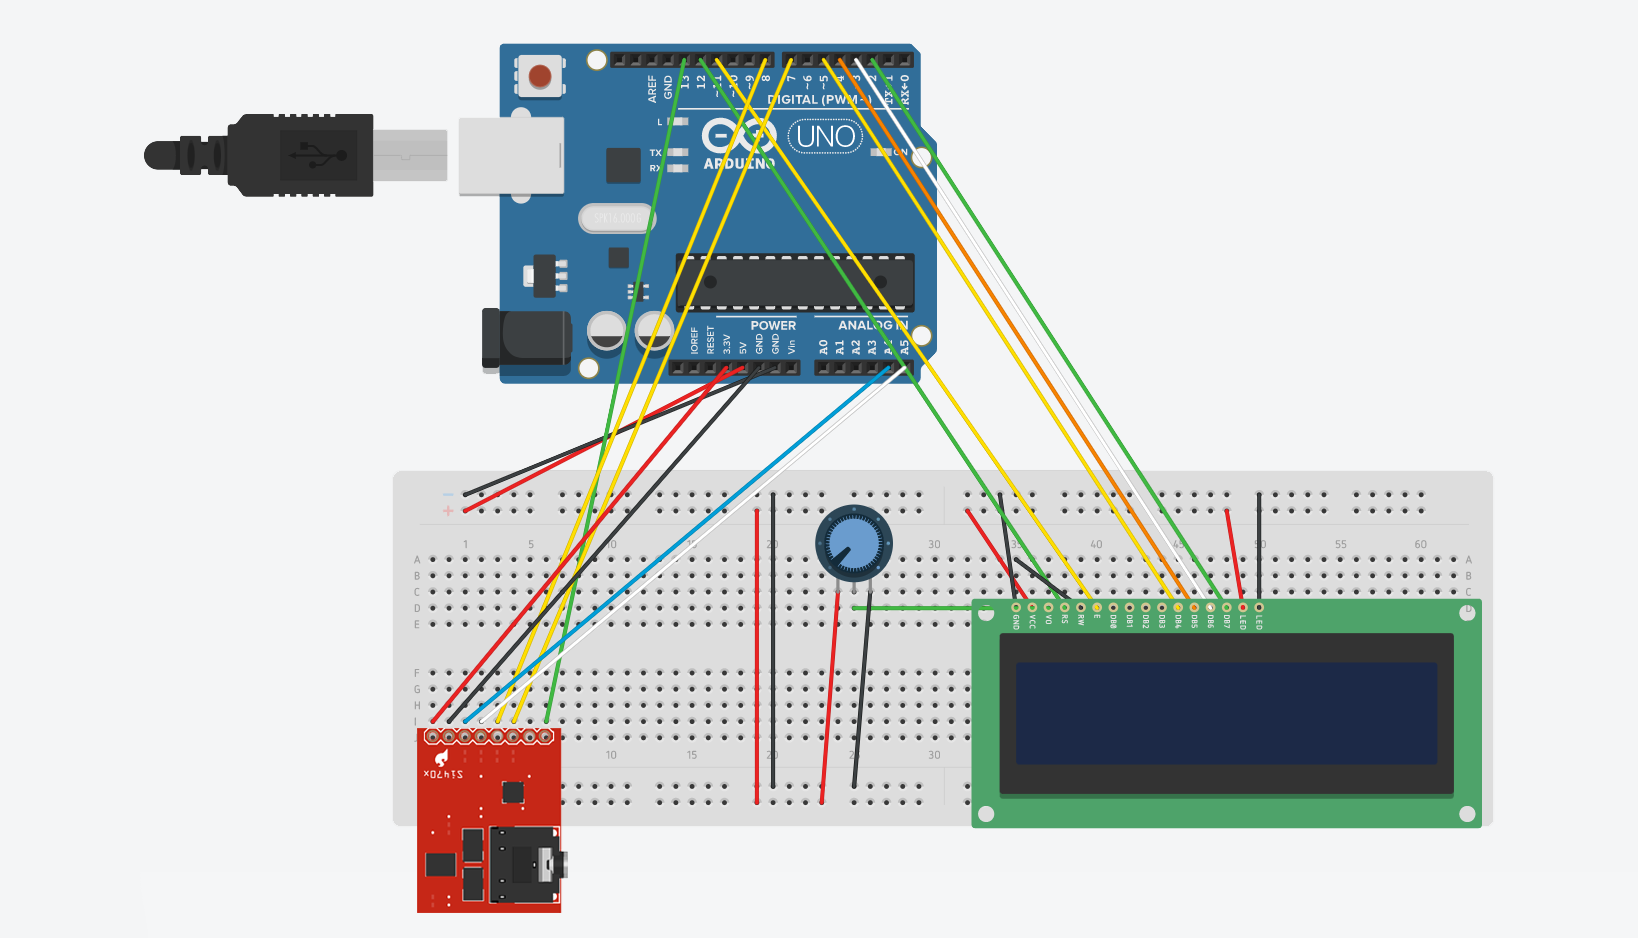 AREF
GND
13
12
~11
~10
~9
8
7
~6
~5
4
~3
2
TX→1
RX←0
DIGITAL (PWM~)
L
TX
RX
ARDUINO
UNO
ON
POWER
ANALOG IN
IOREF
RESET
3.3V
5V
GND
GND
Vin
A0
A1
A2
A3
A4
A5
1 5 10 15 20 30 35 40 45 50 55 60
A A
B B
C C
D D
E
F
G
H
I
GND
VCC
VO
RS
RW
E
DB0
DB1
DB2
DB3
DB4
DB5
DB6
DB7
LED
LED
10 15 20 25 30
Si470x